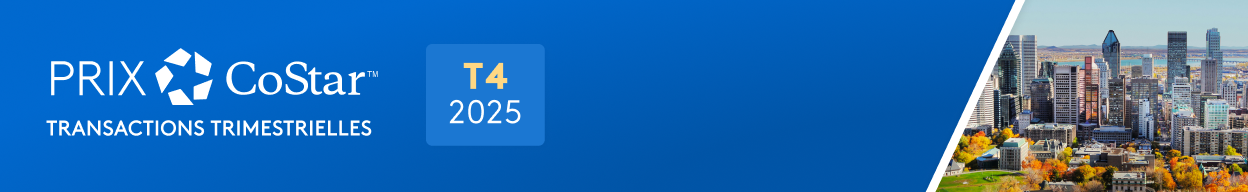 PRIX CoStar™
TRANSACTIONS TRIMESTRIELLES
T4
2025